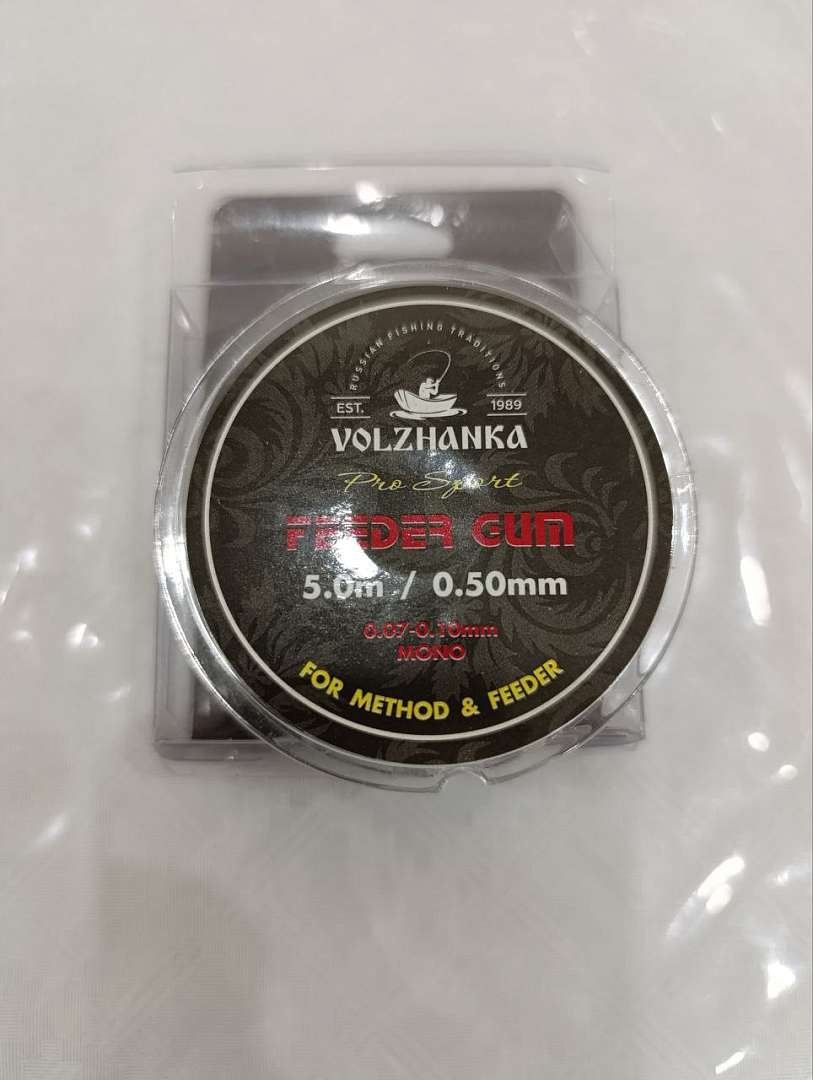 RUSSIAN FISHING TRADITIONS
EST. 1989
VOLZHANKA
Pro Sport
FEEDER GUM
5.0m / 0.50mm
0.07-0.10mm
MONO
FOR METHOD & FEEDER